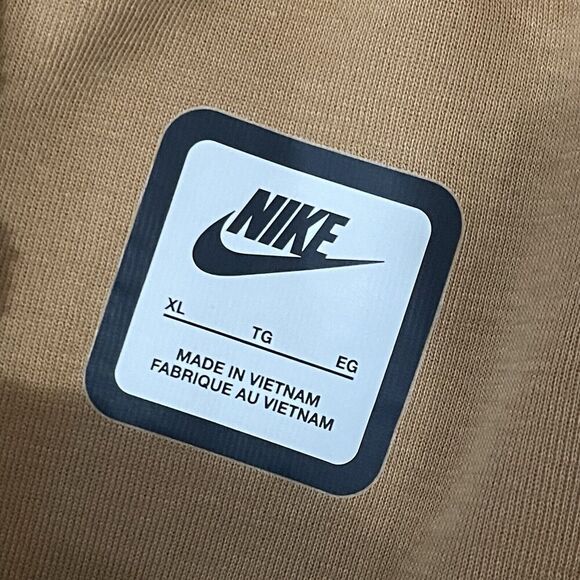 NIKE
XL TG EG
MADE IN VIETNAM
FABRIQUE AU VIETNAM